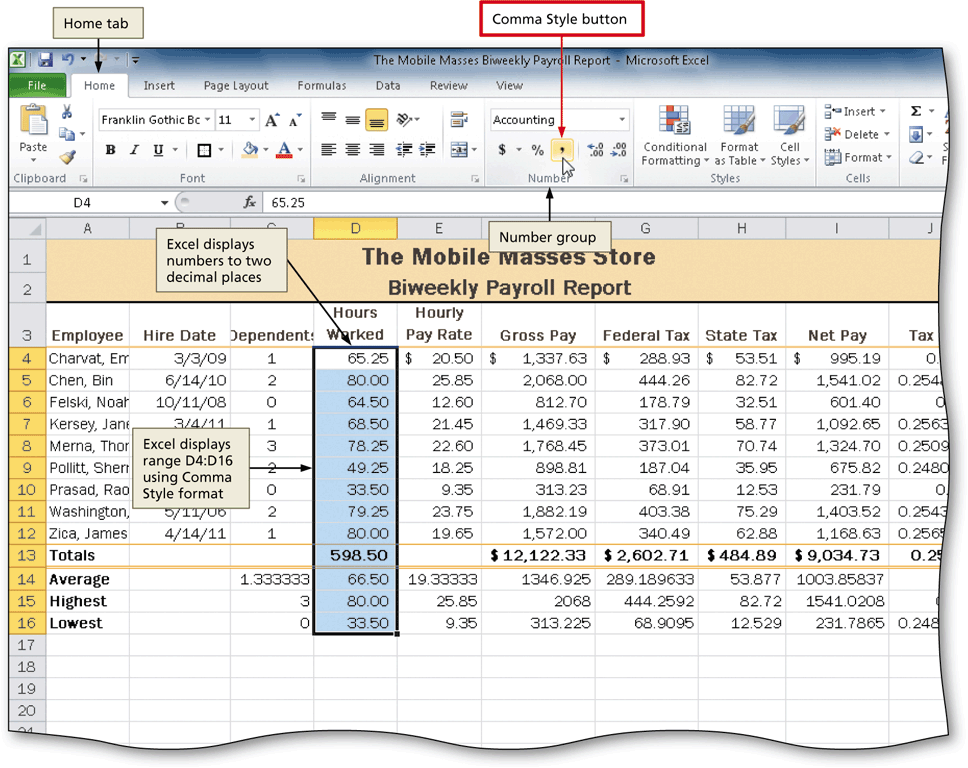 Home tab
Comma Style button
The Mobile Masses Biweekly Payroll Report - Microsoft Excel
File Home Insert Page Layout Formulas Data Review View
Franklin Gothic Bc 11 A A Accounting Insert Σ
Paste B I U A $ % , .00 .00 Conditional Formatting Format as Table Cell Styles Delete
Format
Clipboard Font Alignment Number Styles Cells
D4 fx 65.25
A B C D E G H I J
Number group
Excel displays
numbers to two
decimal places
1 The Mobile Masses Store
2 Biweekly Payroll Report
Hours Hourly
3 Employee Hire Date Dependents Worked Pay Rate Gross Pay Federal Tax State Tax Net Pay Tax
4 Charvat, Em 3/3/09 1 65.25 $ 20.50 $ 1,337.63 $ 288.93 $ 53.51 $ 995.19 0.
5 Chen, Bin 6/14/10 2 80.00 25.85 2,068.00 444.26 82.72 1,541.02
6 Felski, Noah 10/11/08 0 64.50 12.60 812.70 178.79 32.51 601.40 0
7 Kersey, Jane 3/4/11 1 68.50 21.45 1,469.33 317.90 58.77 1,092.65 0.2563
8 Merna, Thor 3 78.25 22.60 1,768.45 373.01 70.74 1,324.70 0.2509
9 Pollitt, Sherr 2 49.25 18.25 898.81 187.04 35.95 675.82 0.2480
10 Prasad, Rao 0 33.50 9.35 313.23 68.91 12.53 231.79 0.
11 Washington, 5/11/06 2 79.25 23.75 1,882.19 403.38 75.29 1,403.52 0.2543
12 Zica, James 4/14/11 1 80.00 19.65 1,572.00 340.49 62.88 1,168.63 0.2565
13 Totals 598.50 $ 12,122.33 $ 2,602.71 $ 484.89 $ 9,034.73 0.25
14 Average 1.333333 66.50 19.33333 1346.925 289.189633 53.877 1003.85837
15 Highest 3 80.00 25.85 2068 444.2592 82.72 1541.0208
16 Lowest 0 33.50 9.35 313.225 68.9095 12.529 231.7865 0.248
Excel displays
range D4:D16
using Comma
Style format
17
18
19
20